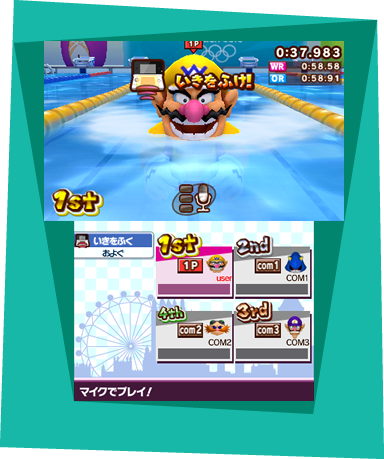 1P
0:37.983
WR 0:58.58
OR 0:58.91
いきをふけ!
1st
いきをふく
およぐ
1st
1P
user
2nd
com1
COM1
4th
com2
COM2
3rd
com3
COM3
マイクでプレイ!